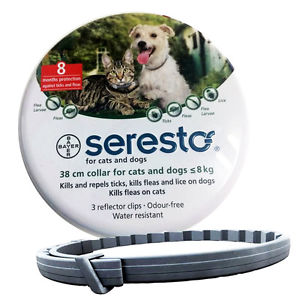 8
months protection
against ticks and fleas
Flea
Larvae
Fleas
Ticks
Fleas
Lice
Flea
Larvae
BAYER
BAYER
seresto®
for cats and dogs
38 cm collar for cats and dogs ≤8 kg
Kills and repels ticks, kills fleas and lice on dogs
Kills fleas on cats
3 reflector clips · Odour-free
Water resistant